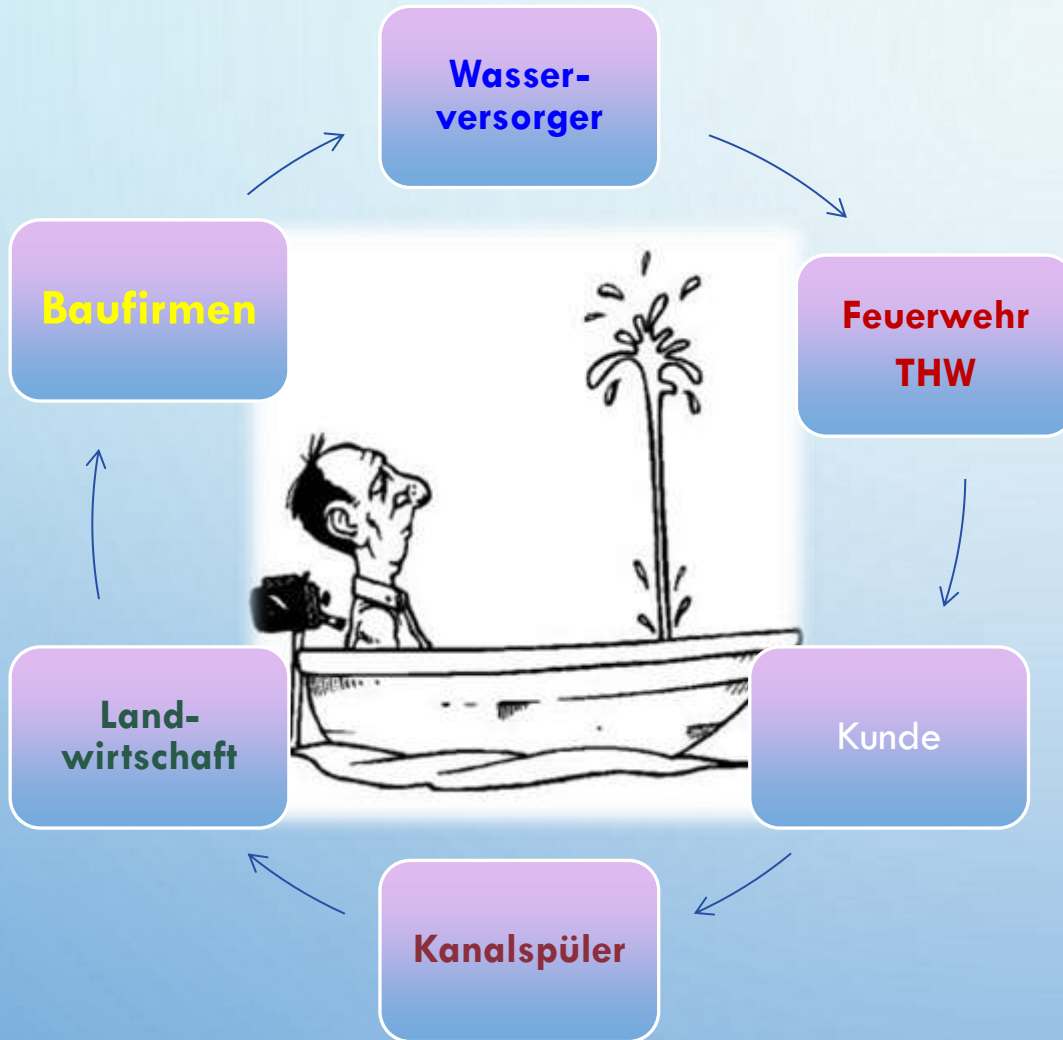 Wasser-
versorger
Feuerwehr
THW
Kunde
Kanalspüler
Land-
wirtschaft
Baufirmen